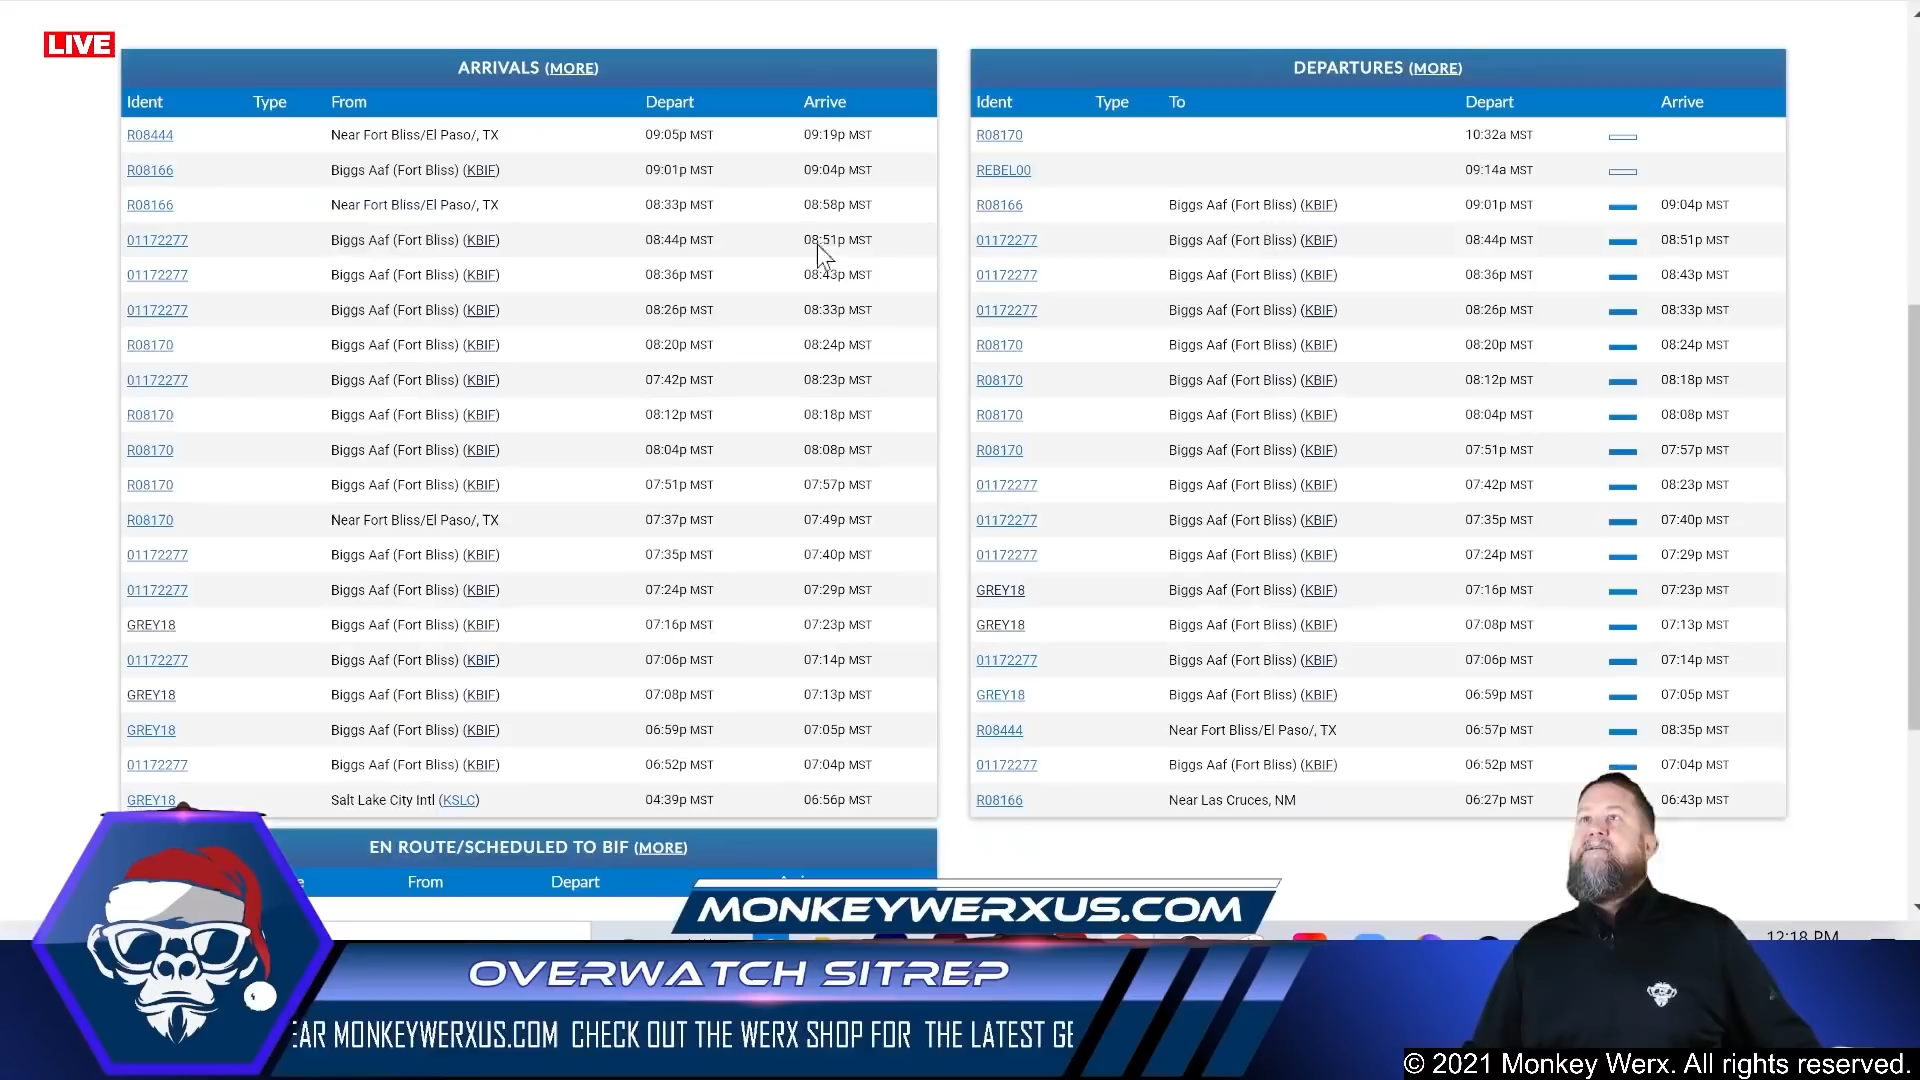 LIVE
ARRIVALS (MORE)
Ident Type From Depart Arrive
R08444 Near Fort Bliss/El Paso/, TX 09:05p MST 09:19p MST
R08166 Biggs Aaf (Fort Bliss) (KBIF) 09:01p MST 09:04p MST
R08166 Near Fort Bliss/El Paso/, TX 08:33p MST 08:58p MST
01172277 Biggs Aaf (Fort Bliss) (KBIF) 08:44p MST 08:51p MST
01172277 Biggs Aaf (Fort Bliss) (KBIF) 08:36p MST 08:43p MST
01172277 Biggs Aaf (Fort Bliss) (KBIF) 08:26p MST 08:33p MST
R08170 Biggs Aaf (Fort Bliss) (KBIF) 08:20p MST 08:24p MST
01172277 Biggs Aaf (Fort Bliss) (KBIF) 07:42p MST 08:23p MST
R08170 Biggs Aaf (Fort Bliss) (KBIF) 08:12p MST 08:18p MST
R08170 Biggs Aaf (Fort Bliss) (KBIF) 08:04p MST 08:08p MST
R08170 Biggs Aaf (Fort Bliss) (KBIF) 07:51p MST 07:57p MST
R08170 Near Fort Bliss/El Paso/, TX 07:37p MST 07:49p MST
01172277 Biggs Aaf (Fort Bliss) (KBIF) 07:35p MST 07:40p MST
01172277 Biggs Aaf (Fort Bliss) (KBIF) 07:24p MST 07:29p MST
GREY18 Biggs Aaf (Fort Bliss) (KBIF) 07:16p MST 07:23p MST
01172277 Biggs Aaf (Fort Bliss) (KBIF) 07:06p MST 07:14p MST
GREY18 Biggs Aaf (Fort Bliss) (KBIF) 07:08p MST 07:13p MST
GREY18 Biggs Aaf (Fort Bliss) (KBIF) 06:59p MST 07:05p MST
01172277 Biggs Aaf (Fort Bliss) (KBIF) 06:52p MST 07:04p MST
GREY18 Salt Lake City Intl (KSLC) 04:39p MST 06:56p MST
DEPARTURES (MORE)
Ident Type To Depart Arrive
R08170 10:32a MST
REBEL00 09:14a MST
R08166 Biggs Aaf (Fort Bliss) (KBIF) 09:01p MST 09:04p MST
01172277 Biggs Aaf (Fort Bliss) (KBIF) 08:44p MST 08:51p MST
01172277 Biggs Aaf (Fort Bliss) (KBIF) 08:36p MST 08:43p MST
01172277 Biggs Aaf (Fort Bliss) (KBIF) 08:26p MST 08:33p MST
R08170 Biggs Aaf (Fort Bliss) (KBIF) 08:20p MST 08:24p MST
R08170 Biggs Aaf (Fort Bliss) (KBIF) 08:12p MST 08:18p MST
R08170 Biggs Aaf (Fort Bliss) (KBIF) 08:04p MST 08:08p MST
R08170 Biggs Aaf (Fort Bliss) (KBIF) 07:51p MST 07:57p MST
01172277 Biggs Aaf (Fort Bliss) (KBIF) 07:42p MST 08:23p MST
01172277 Biggs Aaf (Fort Bliss) (KBIF) 07:35p MST 07:40p MST
01172277 Biggs Aaf (Fort Bliss) (KBIF) 07:24p MST 07:29p MST
GREY18 Biggs Aaf (Fort Bliss) (KBIF) 07:16p MST 07:23p MST
GREY18 Biggs Aaf (Fort Bliss) (KBIF) 07:08p MST 07:13p MST
01172277 Biggs Aaf (Fort Bliss) (KBIF) 07:06p MST 07:14p MST
GREY18 Biggs Aaf (Fort Bliss) (KBIF) 06:59p MST 07:05p MST
R08444 Near Fort Bliss/El Paso/, TX 06:57p MST 08:35p MST
01172277 Biggs Aaf (Fort Bliss) (KBIF) 06:52p MST 07:04p MST
R08166 Near Las Cruces, NM 06:27p MST 06:43p MST
EN ROUTE/SCHEDULED TO BIF (MORE)
From Depart
MONKEYWERXUS.COM
12:18 PM
OVERWATCH SITREP
EAR MONKEYWERXUS.COM CHECK OUT THE WERX SHOP FOR THE LATEST GE
© 2021 Monkey Werx. All rights reserved.